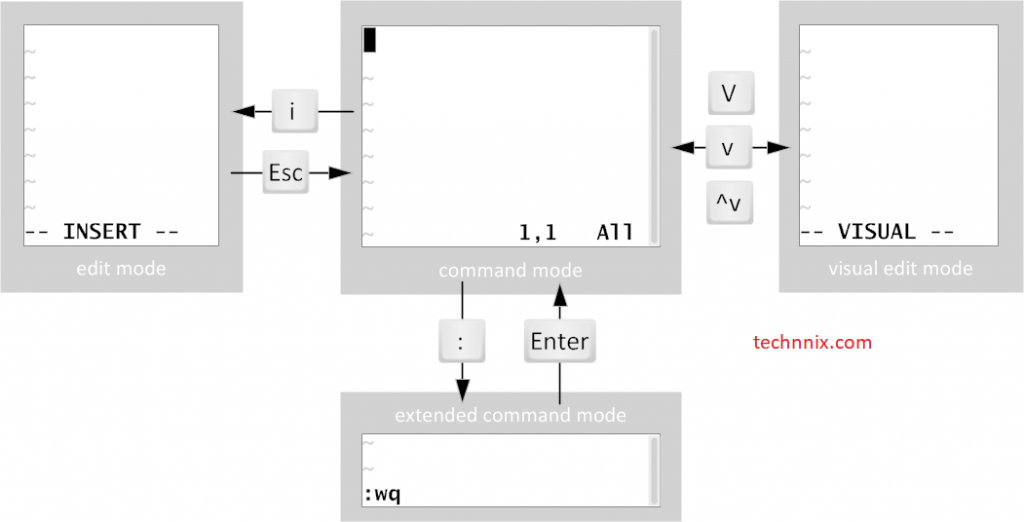 ~
~
~
~
~
~
~
-- INSERT --
edit mode
i
Esc
~
~
~
~
~
~
~
1,1 All
command mode
V
v
^v
~
~
~
~
~
~
~
-- VISUAL --
visual edit mode
:
Enter
technnix.com
extended command mode
~
~
:wq